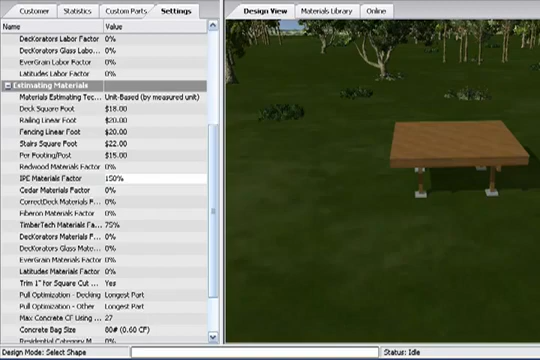 Customer Statistics Custom Parts Settings Design View Materials Library Online
Name Value
DecKorators Labor Factor 0%
DecKorators Glass Labo... 0%
EverGrain Labor Factor 0%
Latitudes Labor Factor 0%
Estimating Materials
Materials Estimating Tec... Unit-Based (by measured unit)
Deck Square Foot $18.00
Railing Linear Foot $20.00
Fencing Linear Foot $20.00
Stairs Square Foot $22.00
Per Footing/Post $15.00
Redwood Materials Factor 0%
IPE Materials Factor 150%
Cedar Materials Factor 0%
CorrectDeck Materials F... 0%
Fiberon Materials Factor 0%
TimberTech Materials Fa... 75%
DecKorators Materials F... 0%
DecKorators Glass Mate... 0%
EverGrain Materials Factor 0%
Latitudes Materials Factor 0%
Trim 1" for Square Cut ... Yes
Pull Optimization - Decking Longest Part
Pull Optimization - Other Longest Part
Max Concrete CF Using ... 27
Concrete Bag Size 80# (0.60 CF)
Residential Category M... 0%
Design Mode: Select Shape Status: Idle